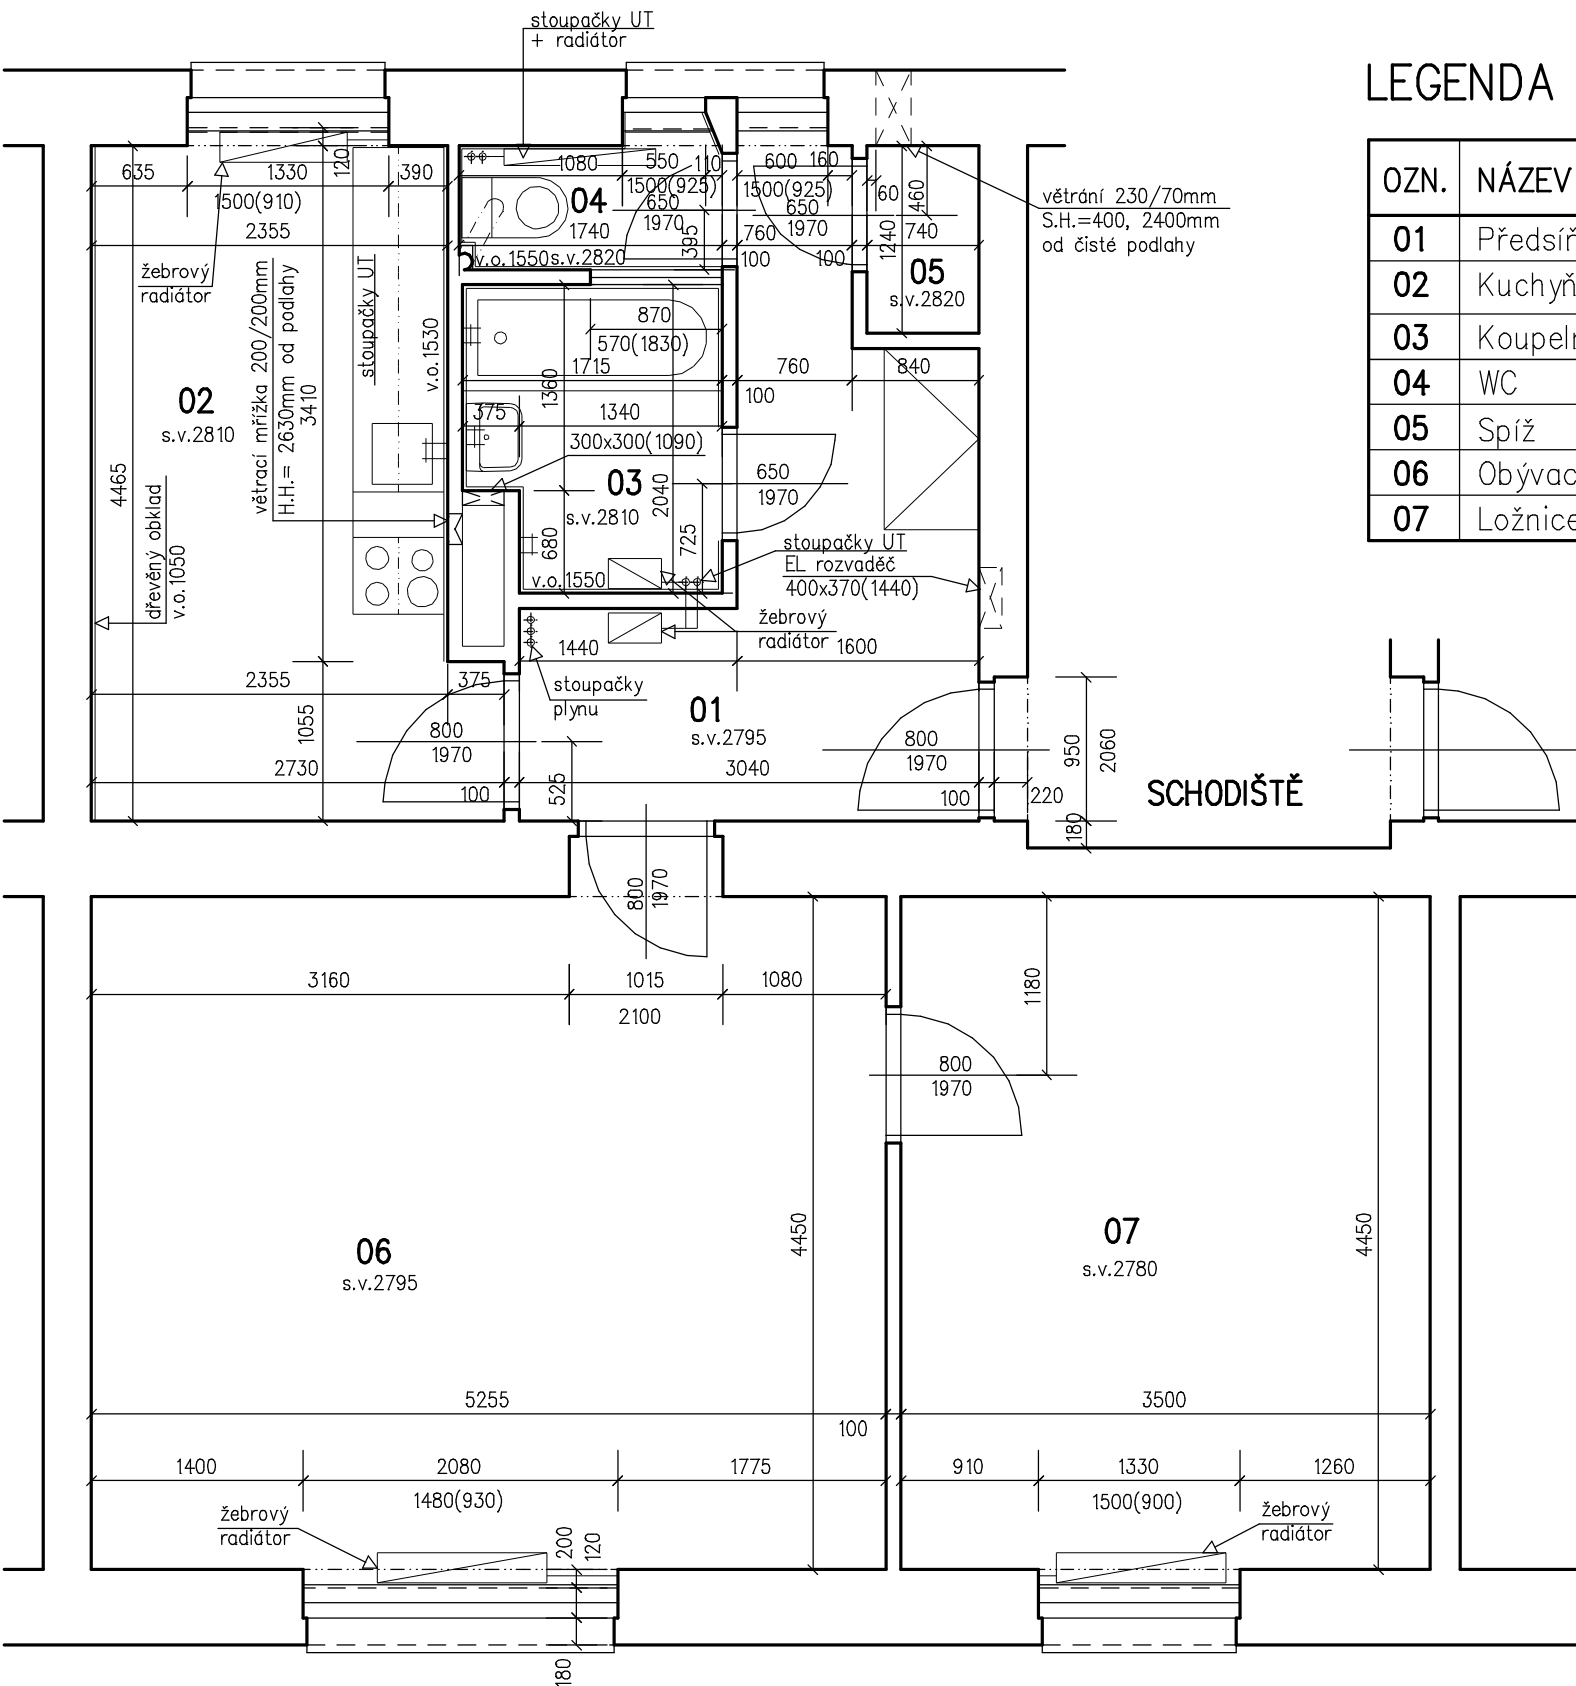 stoupačky UT
+ radiátor
LEGENDA
OZN. NÁZEV
01 Předsíň
02 Kuchyň
03 Koupeln
04 WC
05 Spíž
06 Obývac
07 Ložnice
635 1330 120 390
1500(910)
2355
žebrový
radiátor
větrací mřížka 200/200mm
H.H.= 2630mm od podlahy
3410
stoupačky UT
v.o.1530
02
s.v.2810
4465
dřevěný obklad
v.o.1050
1080 550 110 600 160
1500(925) 1500(925)
04
650
1970
650
1970
60 460
1740 395 760 1240 740
v.o.1550 s.v.2820 100 100
05
s.v.2820
větrání 230/70mm
S.H.=400, 2400mm
od čisté podlahy
870
570(1830)
1715 760 840
1360 100
375 1340
300x300(1090)
03
s.v.2810
2040
650
1970
680 725
v.o.1550
stoupačky UT
EL rozvaděč
400x370(1440)
žebrový
radiátor
1440 1600
stoupačky
plynu
2355 375
1055
800
1970
2730
100 525
01
s.v.2795
3040
800
1970
100 220
950 2060
180
SCHODIŠTĚ
800
1970
3160 1015 1080
2100
1180
800
1970
06
s.v.2795
4450
07
s.v.2780
4450
5255 3500
100
1400 2080 1775 910 1330 1260
1480(930) 1500(900)
žebrový
radiátor
žebrový
radiátor
200 120
180